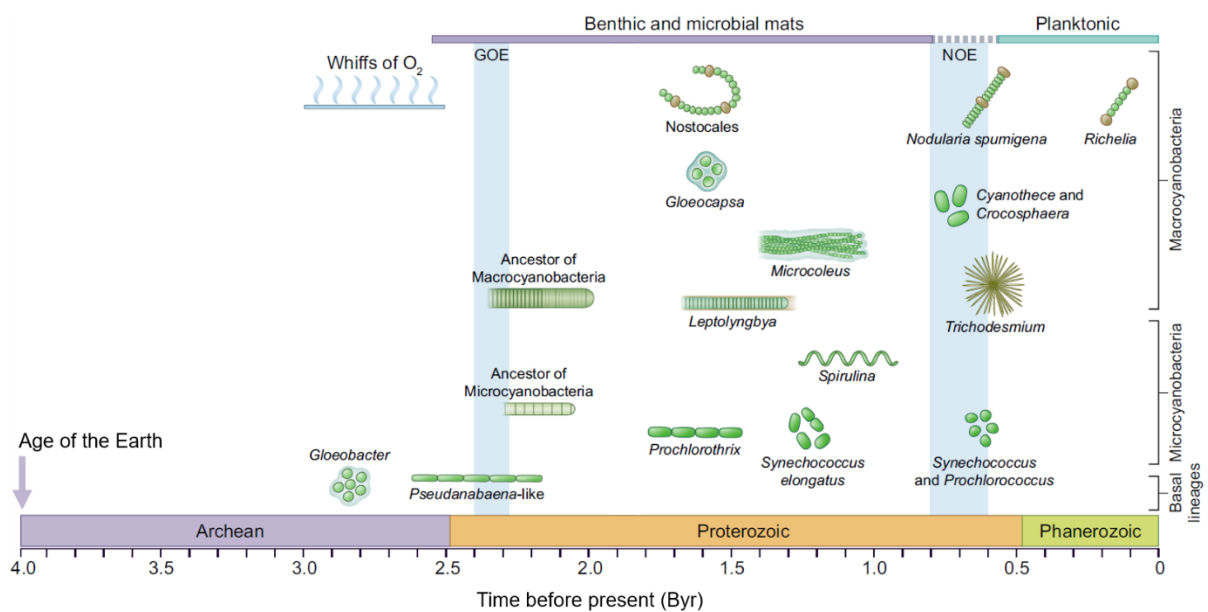 Benthic and microbial mats
Planktonic
GOE
NOE
Whiffs of O₂
Nostocales
Nodularia spumigena
Richelia
Gloeocapsa
Cyanothece and
Crocosphaera
Microcoleus
Ancestor of
Macrocyanobacteria
Leptolyngbya
Trichodesmium
Macrocyanobacteria
Spirulina
Ancestor of
Microcyanobacteria
Prochlorothrix
Synechococcus
elongatus
Synechococcus
and Prochlorococcus
Microcyanobacteria
Age of the Earth
Gloeobacter
Pseudanabaena-like
Basal
lineages
Archean
Proterozoic
Phanerozoic
4.0 3.5 3.0 2.5 2.0 1.5 1.0 0.5 0
Time before present (Byr)